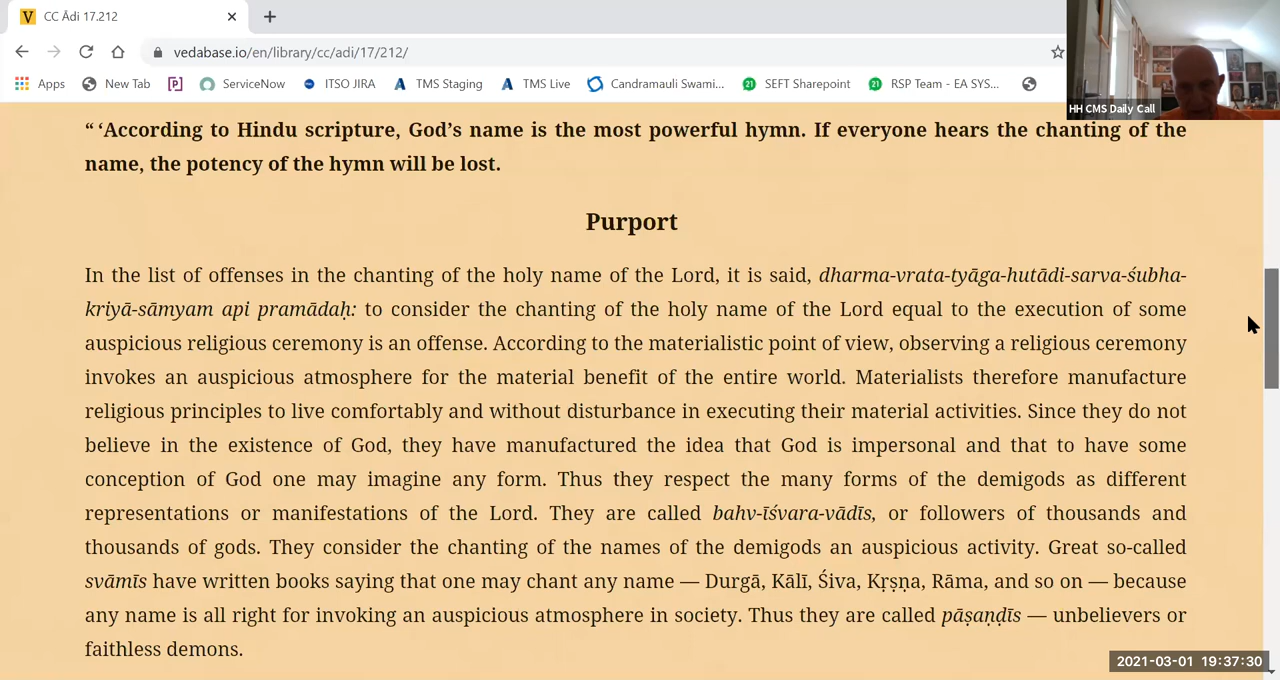 CC Ādi 17.212
vedabase.io/en/library/cc/adi/17/212/
Apps New Tab ServiceNow ITSO JIRA TMS Staging TMS Live Candramauli Swami... SEFT Sharepoint RSP Team - EA SYS...
HH CMS Daily Call
“ ‘According to Hindu scripture, God’s name is the most powerful hymn. If everyone hears the chanting of the
name, the potency of the hymn will be lost.
Purport
In the list of offenses in the chanting of the holy name of the Lord, it is said, dharma-vrata-tyāga-hutādi-sarva-śubha-
kriyā-sāmyam api pramādaḥ: to consider the chanting of the holy name of the Lord equal to the execution of some
auspicious religious ceremony is an offense. According to the materialistic point of view, observing a religious ceremony
invokes an auspicious atmosphere for the material benefit of the entire world. Materialists therefore manufacture
religious principles to live comfortably and without disturbance in executing their material activities. Since they do not
believe in the existence of God, they have manufactured the idea that God is impersonal and that to have some
conception of God one may imagine any form. Thus they respect the many forms of the demigods as different
representations or manifestations of the Lord. They are called bahv-īśvara-vādīs, or followers of thousands and
thousands of gods. They consider the chanting of the names of the demigods an auspicious activity. Great so-called
svāmīs have written books saying that one may chant any name — Durgā, Kālī, Śiva, Kṛṣṇa, Rāma, and so on — because
any name is all right for invoking an auspicious atmosphere in society. Thus they are called pāṣaṇḍīs — unbelievers or
faithless demons.
2021-03-01 19:37:30